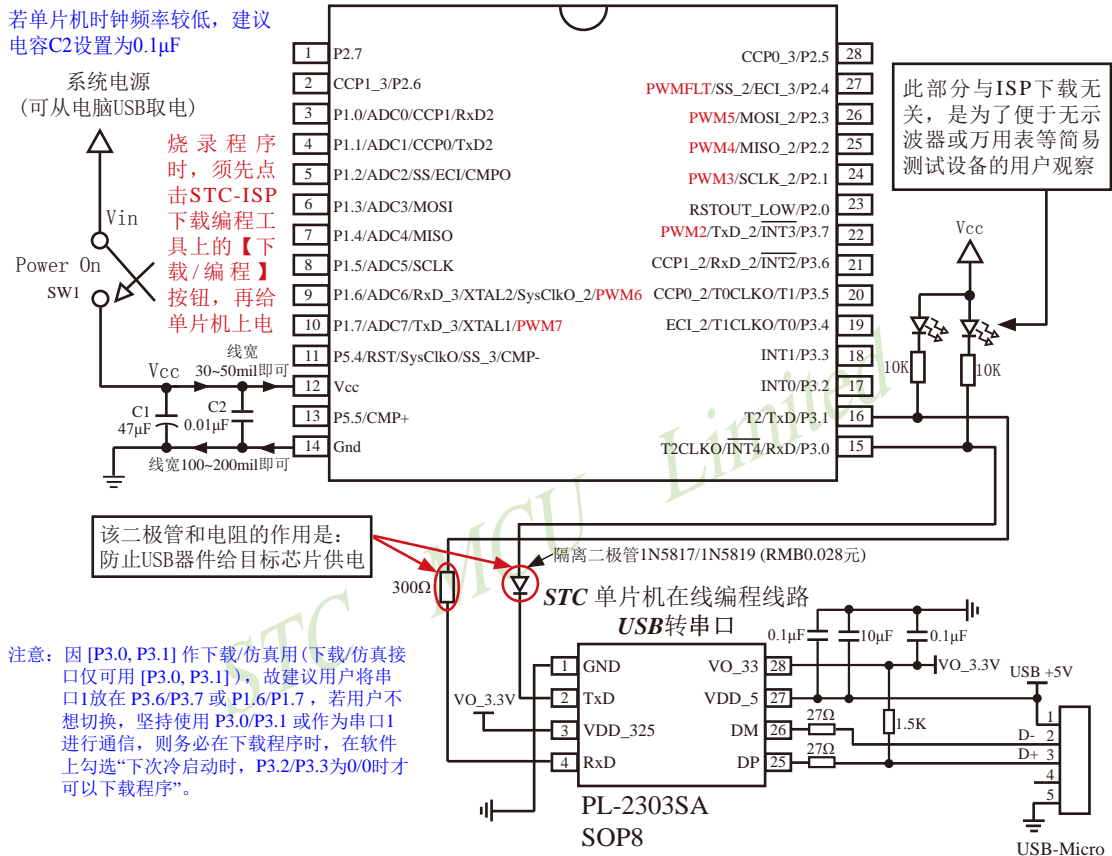 若单片机时钟频率较低，建议
电容C2设置为0.1μF
系统电源
(可从电脑USB取电)
烧录程序
时，须先点
击STC-ISP
下载编程工
具上的【下
载/编程】
按钮，再给
单片机上电
Vin
Power On
SW1
Vcc
线宽
30~50mil即可
C1
47μF
C2
0.01μF
线宽100~200mil即可
1 P2.7
2 CCP1_3/P2.6
3 P1.0/ADC0/CCP1/RxD2
4 P1.1/ADC1/CCP0/TxD2
5 P1.2/ADC2/SS/ECI/CMPO
6 P1.3/ADC3/MOSI
7 P1.4/ADC4/MISO
8 P1.5/ADC5/SCLK
9 P1.6/ADC6/RxD_3/XTAL2/SysClkO_2/PWM6
10 P1.7/ADC7/TxD_3/XTAL1/PWM7
11 P5.4/RST/SysClkO/SS_3/CMP-
12 Vcc
13 P5.5/CMP+
14 Gnd
CCP0_3/P2.5 28
PWMFLT/SS_2/ECI_3/P2.4 27
PWM5/MOSI_2/P2.3 26
PWM4/MISO_2/P2.2 25
PWM3/SCLK_2/P2.1 24
RSTOUT_LOW/P2.0 23
PWM2/TxD_2/INT3/P3.7 22
CCP1_2/RxD_2/INT2/P3.6 21
CCP0_2/T0CLKO/T1/P3.5 20
ECI_2/T1CLKO/T0/P3.4 19
INT1/P3.3 18
INT0/P3.2 17
T2/TxD/P3.1 16
T2CLKO/INT4/RxD/P3.0 15
此部分与ISP下载无
关，是为了便于无示
波器或万用表等简易
测试设备的用户观察
Vcc
10K
10K
STC MCU Limited
该二极管和电阻的作用是：
防止USB器件给目标芯片供电
300Ω
隔离二极管1N5817/1N5819 (RMB0.028元)
STC 单片机在线编程线路
USB转串口
注意：因 [P3.0, P3.1] 作下载/仿真用(下载/仿真接
口仅可用 [P3.0, P3.1])，故建议用户将串
口1放在 P3.6/P3.7 或 P1.6/P1.7，若用户不
想切换，坚持使用 P3.0/P3.1 或作为串口1
进行通信，则务必在下载程序时，在软件
上勾选“下次冷启动时，P3.2/P3.3为0/0时才
可以下载程序”。
VO_3.3V
1 GND
2 TxD
3 VDD_325
4 RxD
VO_33 28
VDD_5 27
DM 26
DP 25
PL-2303SA
SOP8
0.1μF
10μF
0.1μF
VO_3.3V
1.5K
27Ω
27Ω
USB +5V
1
D- 2
D+ 3
4
5
USB-Micro